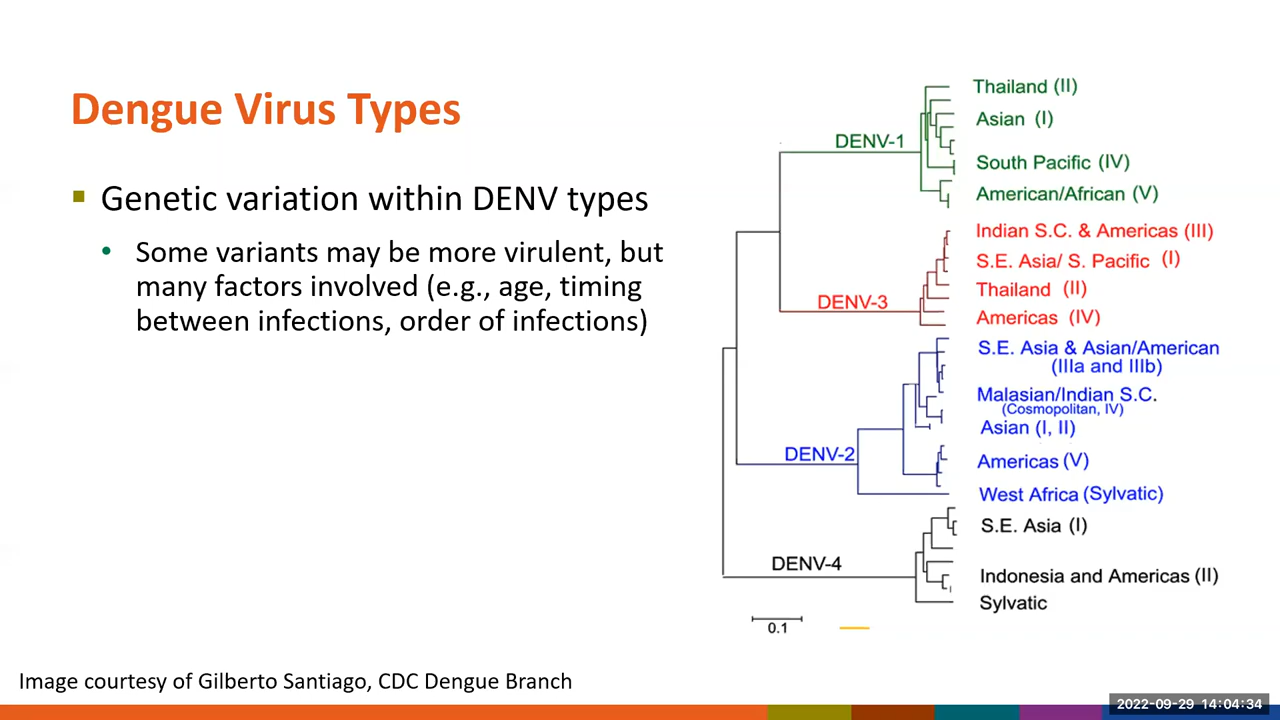 Dengue Virus Types
Genetic variation within DENV types
Some variants may be more virulent, but
many factors involved (e.g., age, timing
between infections, order of infections)
DENV-1
Thailand (II)
Asian (I)
South Pacific (IV)
American/African (V)
DENV-3
Indian S.C. & Americas (III)
S.E. Asia/ S. Pacific (I)
Thailand (II)
Americas (IV)
DENV-2
S.E. Asia & Asian/American
(IIIa and IIIb)
Malasian/Indian S.C.
(Cosmopolitan, IV)
Asian (I, II)
Americas (V)
West Africa (Sylvatic)
DENV-4
S.E. Asia (I)
Indonesia and Americas (II)
Sylvatic
0.1
Image courtesy of Gilberto Santiago, CDC Dengue Branch
2022-09-29 14:04:34